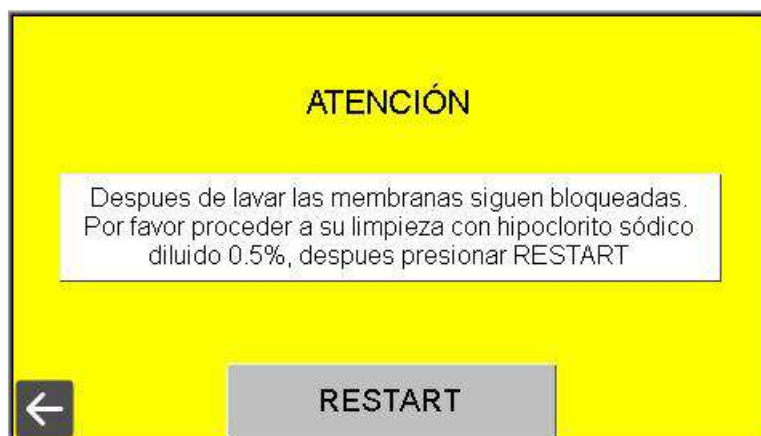 ATENCIÓN
Despues de lavar las membranas siguen bloqueadas.
Por favor proceder a su limpieza con hipoclorito sódico
diluido 0.5%, despues presionar RESTART
RESTART